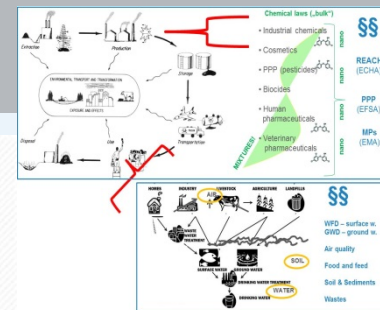 Chemical laws („bulk")
• Industrial chemicals
• Cosmetics
• PPP (pesticides)
• Biocides
• Human
pharmaceuticals
• Veterinary
pharmaceuticals
MIXTURES!
nano
nano
nano
nano
§§
REACH
(ECHA)
PPP
(EFSA)
MPs
(EMA)
Extraction
Production
Storage
Transportation
Use
Disposal
ENVIRONMENTAL TRANSPORT AND TRANSFORMATION
EXPOSURE AND EFFECTS
HOMES
INDUSTRY
AIR
LIVESTOCK
AGRICULTURE
LANDFILLS
WASTE WATER
TREATMENT
SURFACE WATER
GROUND WATER
DRINKING WATER TREATMENT
DRINKING WATER
SOIL
WATER
§§
WFD – surface w.
GWD – ground w.
Air quality
Food and feed
Soil & Sediments
Wastes